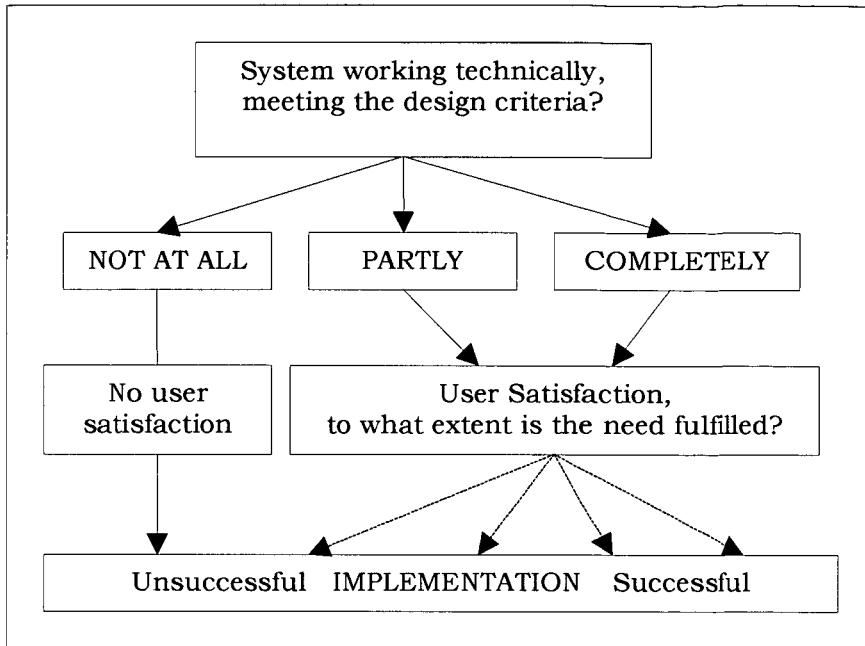 System working technically,
meeting the design criteria?
NOT AT ALL
PARTLY
COMPLETELY
No user
satisfaction
User Satisfaction,
to what extent is the need fulfilled?
Unsuccessful IMPLEMENTATION Successful